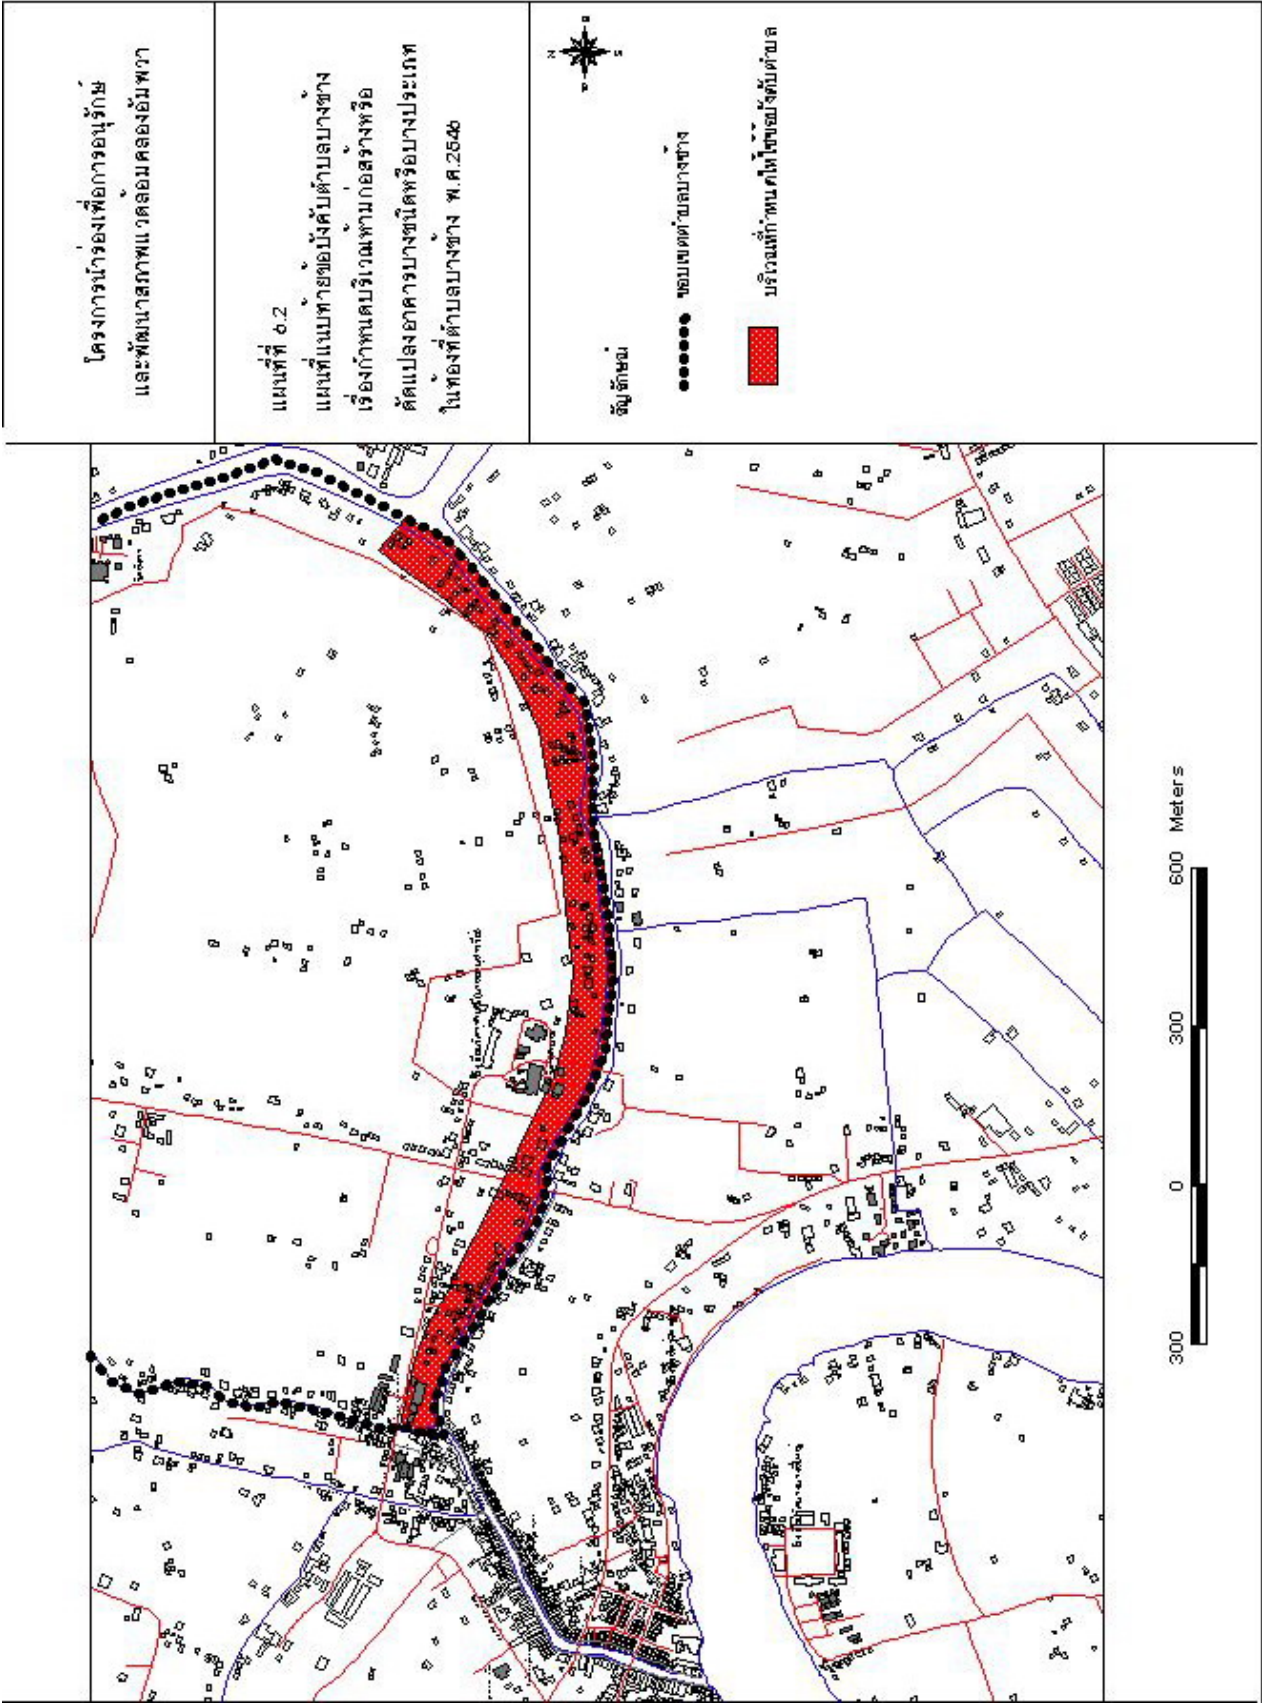 โครงการนำร่องเพื่อการอนุรักษ์
และพัฒนาสภาพแวดล้อมคลองอัมพวา
แผนที่ที่ 6.2
แผนที่แนบท้ายข้อบังคับตำบลบางช้าง
เรื่องกำหนดบริเวณห้ามก่อสร้างหรือ
ดัดแปลงอาคารบางชนิดหรือบางประเภท
ในท้องที่ตำบลบางช้าง พ.ศ.2546
N
S
สัญลักษณ์
ขอบเขตตำบลบางช้าง
บริเวณที่กำหนดให้ใช้ข้อบังคับตำบล
300
0
300
600 Meters